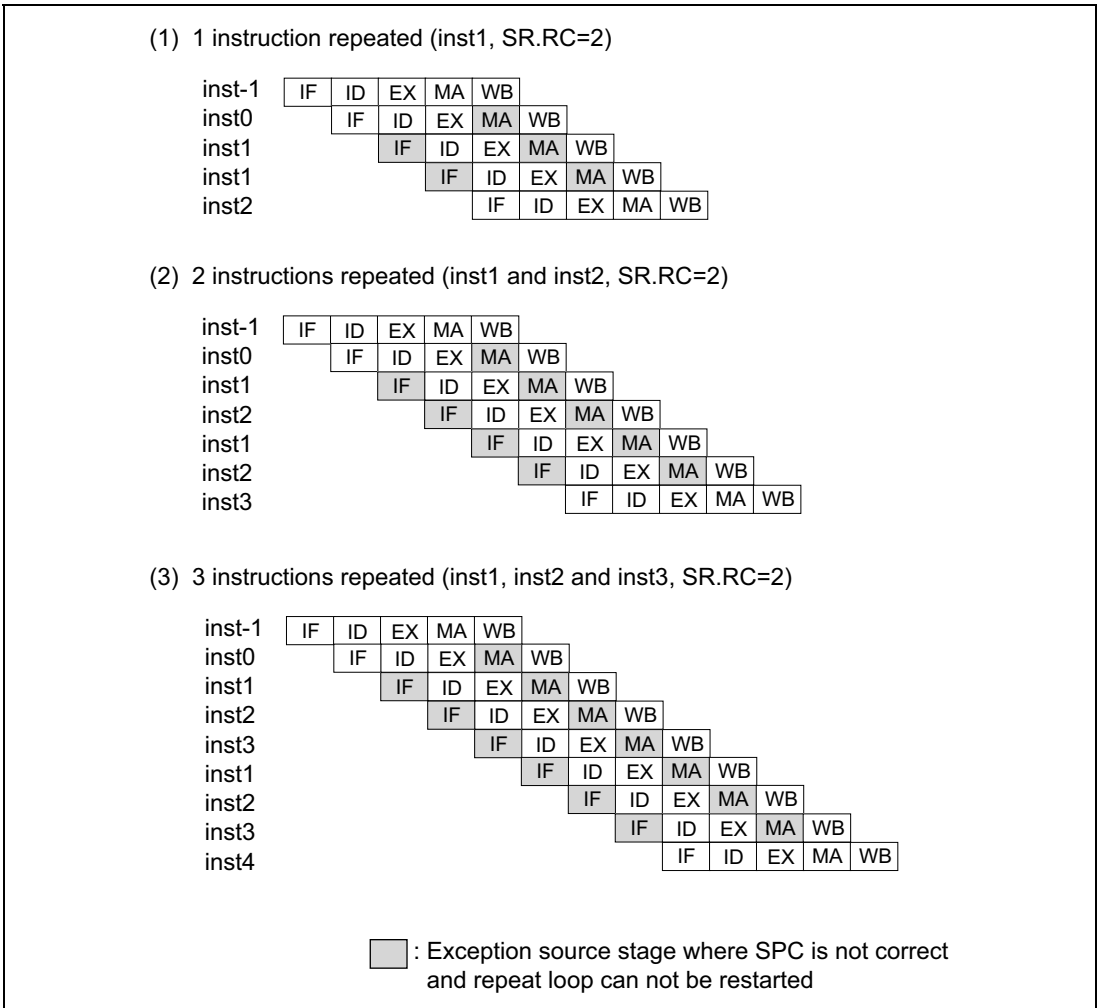 (1) 1 instruction repeated (inst1, SR.RC=2)
inst-1 IF ID EX MA WB
inst0 IF ID EX MA WB
inst1 IF ID EX MA WB
inst1 IF ID EX MA WB
inst2 IF ID EX MA WB
(2) 2 instructions repeated (inst1 and inst2, SR.RC=2)
inst-1 IF ID EX MA WB
inst0 IF ID EX MA WB
inst1 IF ID EX MA WB
inst2 IF ID EX MA WB
inst1 IF ID EX MA WB
inst2 IF ID EX MA WB
inst3 IF ID EX MA WB
(3) 3 instructions repeated (inst1, inst2 and inst3, SR.RC=2)
inst-1 IF ID EX MA WB
inst0 IF ID EX MA WB
inst1 IF ID EX MA WB
inst2 IF ID EX MA WB
inst3 IF ID EX MA WB
inst1 IF ID EX MA WB
inst2 IF ID EX MA WB
inst3 IF ID EX MA WB
inst4 IF ID EX MA WB
: Exception source stage where SPC is not correct
and repeat loop can not be restarted